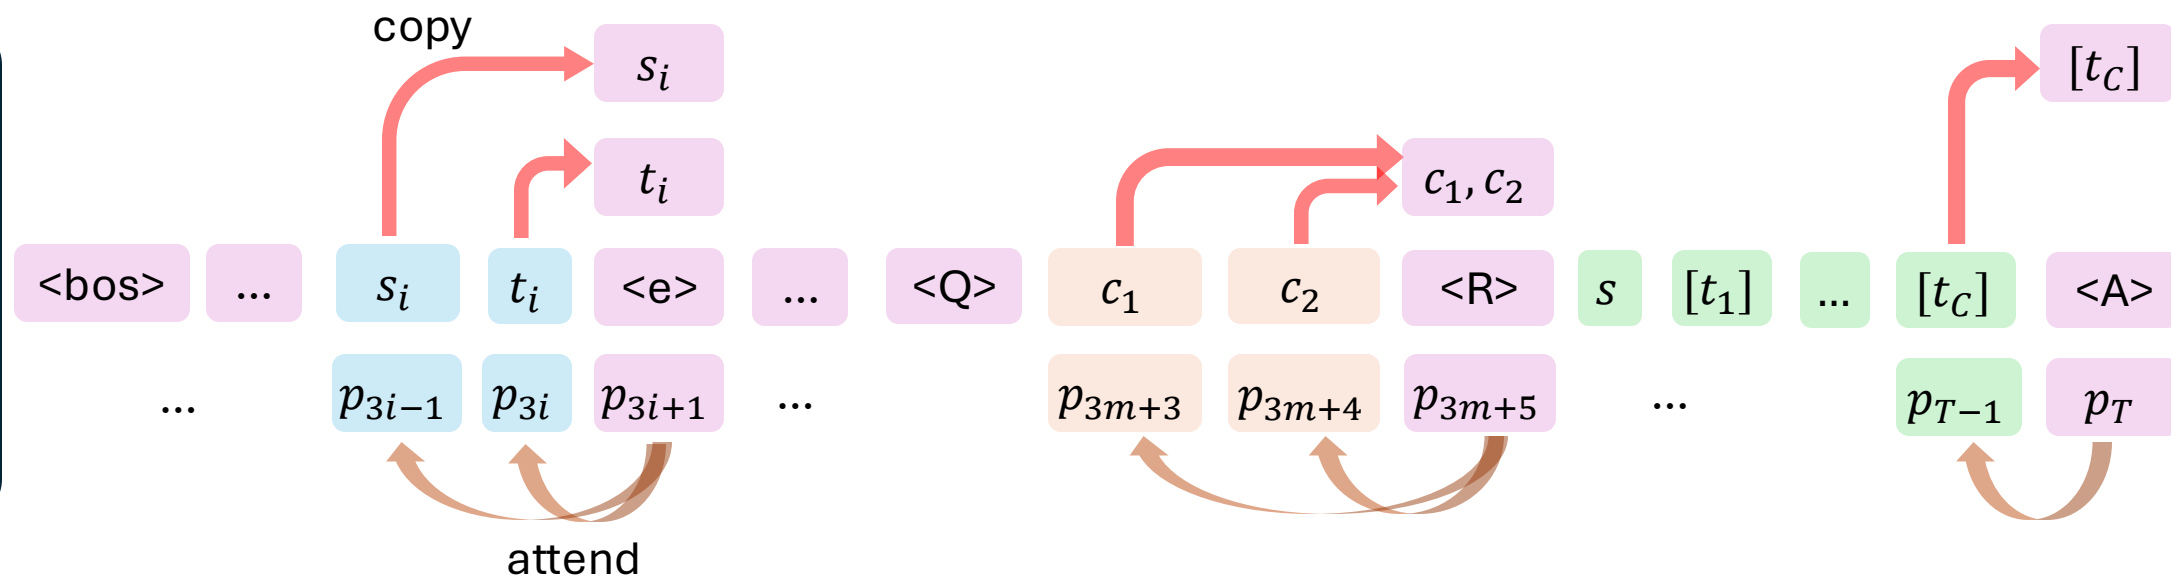 copy
s_i [t_C]
t_i c_1, c_2
<bos> ... s_i t_i <e> ... <Q> c_1 c_2 <R> s [t_1] ... [t_C] <A>
... p_{3i−1} p_{3i} p_{3i+1} ... p_{3m+3} p_{3m+4} p_{3m+5} ... p_{T−1} p_T
attend